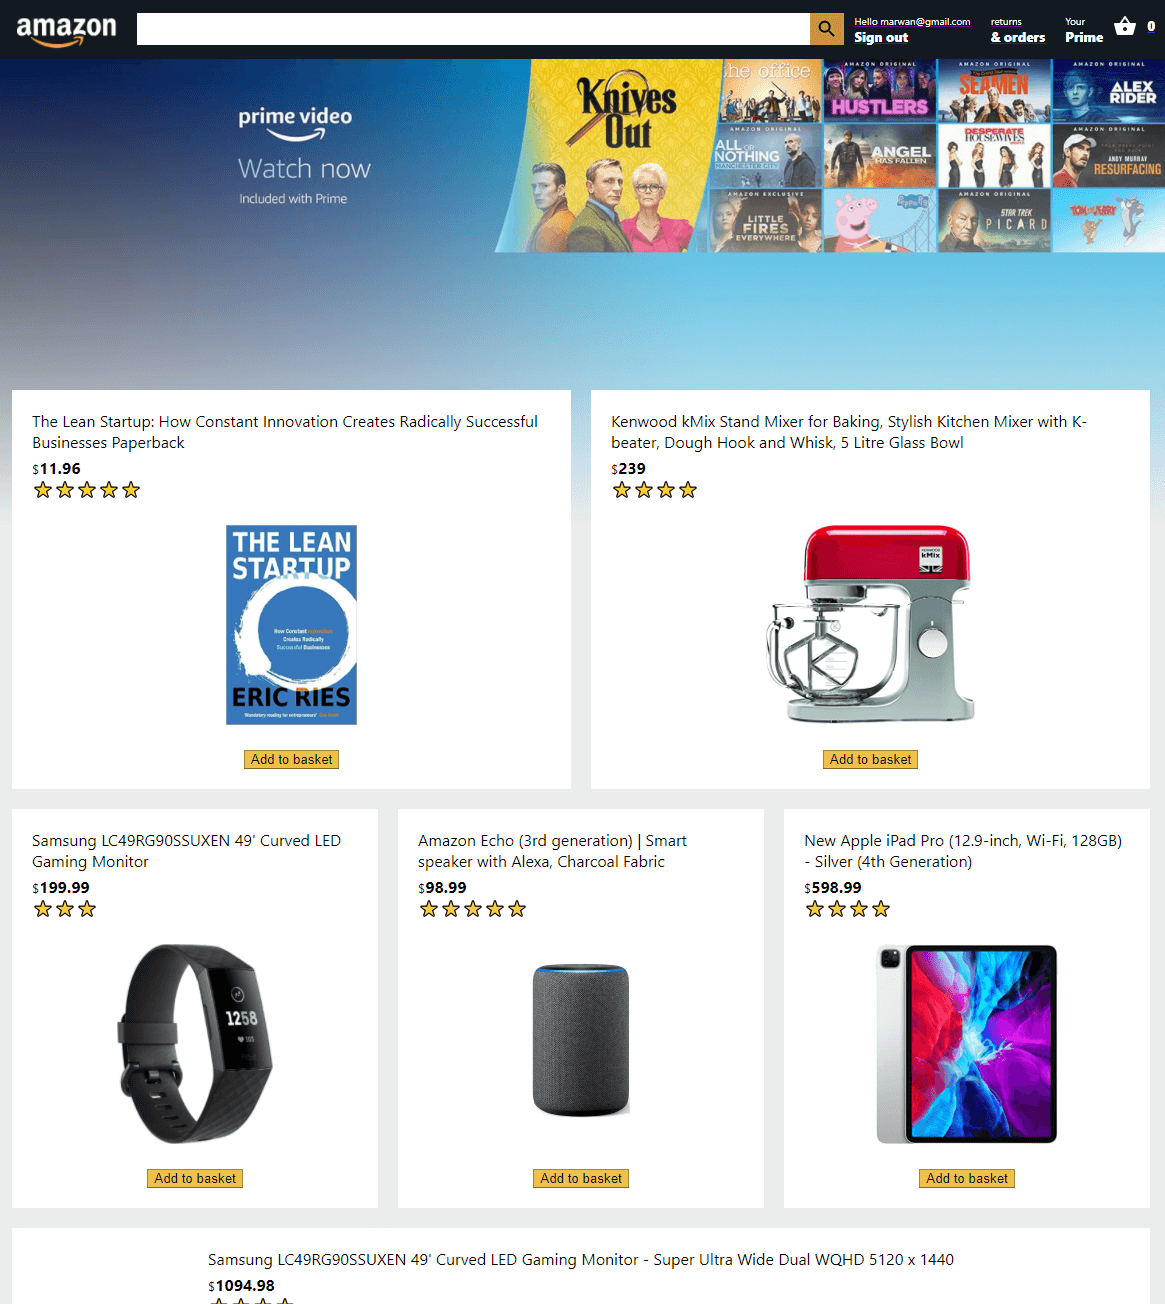 amazon
Hello marwan@gmail.com
Sign out
returns
& orders
Your
Prime
0
prime video
Watch now
Included with Prime
Knives
Out
the office
AMAZON ORIGINAL
HUSTLERS
AMAZON ORIGINAL
SEAMEN
AMAZON ORIGINAL
ALEX
RIDER
AMAZON ORIGINAL
ALL OR
NOTHING
MANCHESTER CITY
ANGEL
HAS FALLEN
DESPERATE
HOUSEWIVES
ANDY MURRAY
RESURFACING
AMAZON EXCLUSIVE
LITTLE
FIRES
EVERYWHERE
Peppa Pig
AMAZON ORIGINAL
STAR TREK
PICARD
TOM and JERRY
The Lean Startup: How Constant Innovation Creates Radically Successful
Businesses Paperback
$11.96
THE LEAN
STARTUP
How Constant Innovation
Creates Radically
Successful Businesses
ERIC RIES
Mandatory reading for entrepreneurs'
Add to basket
Kenwood kMix Stand Mixer for Baking, Stylish Kitchen Mixer with K-
beater, Dough Hook and Whisk, 5 Litre Glass Bowl
$239
KENWOOD
kMix
Add to basket
Samsung LC49RG90SSUXEN 49' Curved LED
Gaming Monitor
$199.99
1258
103
Add to basket
Amazon Echo (3rd generation) | Smart
speaker with Alexa, Charcoal Fabric
$98.99
Add to basket
New Apple iPad Pro (12.9-inch, Wi-Fi, 128GB)
- Silver (4th Generation)
$598.99
Add to basket
Samsung LC49RG90SSUXEN 49' Curved LED Gaming Monitor - Super Ultra Wide Dual WQHD 5120 x 1440
$1094.98